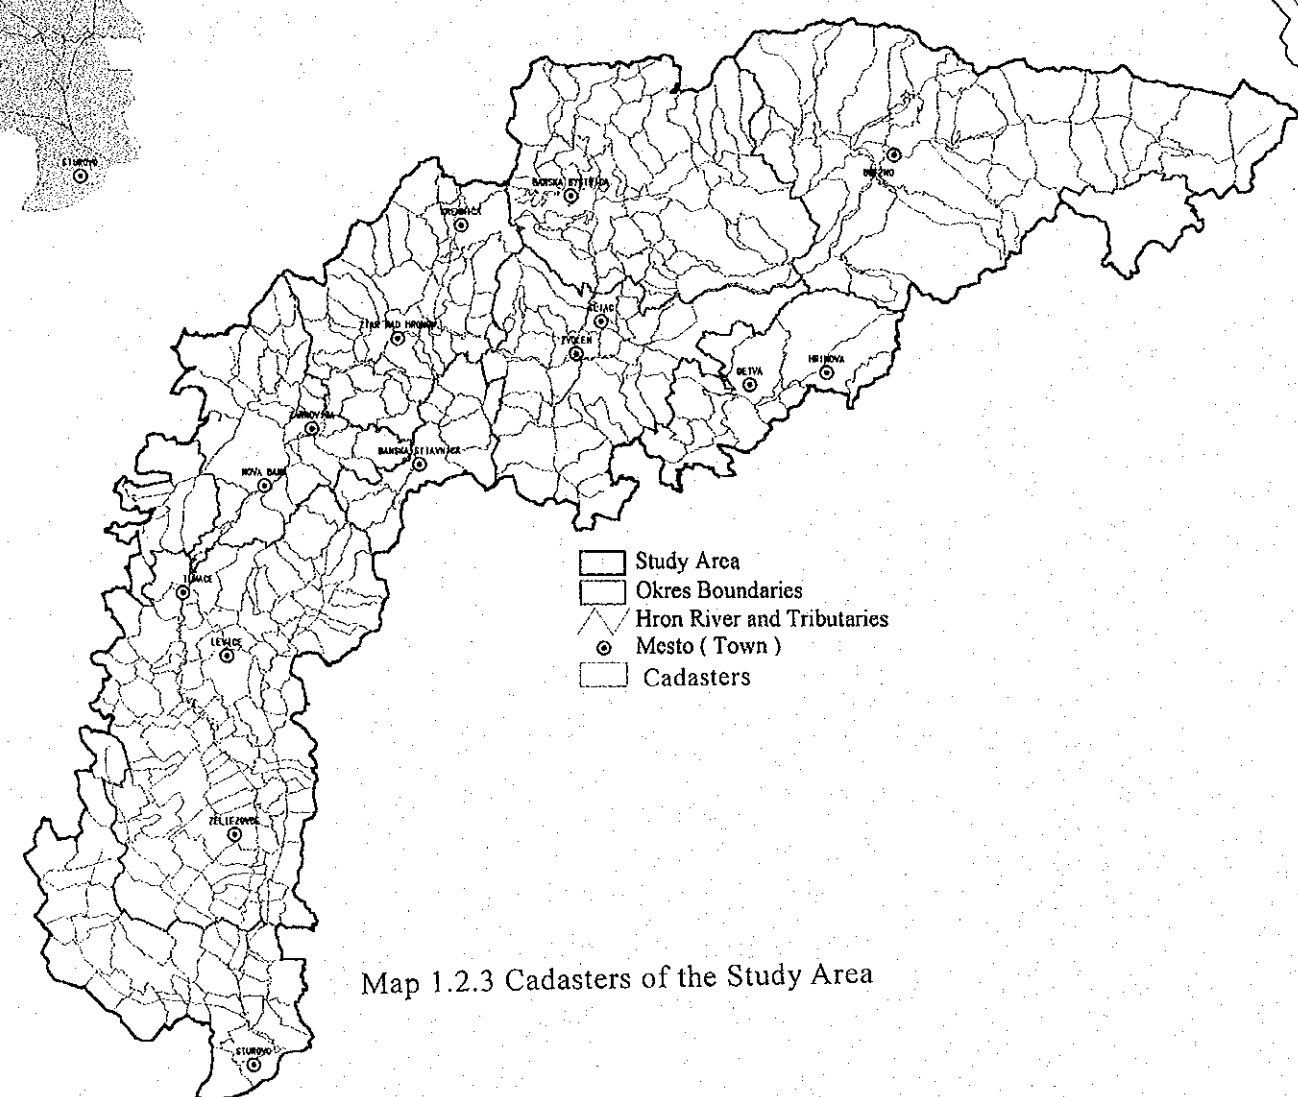 STUROVO
BANSKA BYSTRICA
BREZNO
KREMNICA
SLIAC
ZIAR NAD HRONOM
ZVOLEN
HRINOVA
DETVA
ZARNOVICA
BANSKA STIAVNICA
NOVA BANA
Study Area
Okres Boundaries
TLMACE
Hron River and Tributaries
LEVICE
Mesto ( Town )
Cadasters
ZELIEZOVCE
Map 1.2.3 Cadasters of the Study Area
STUROVO